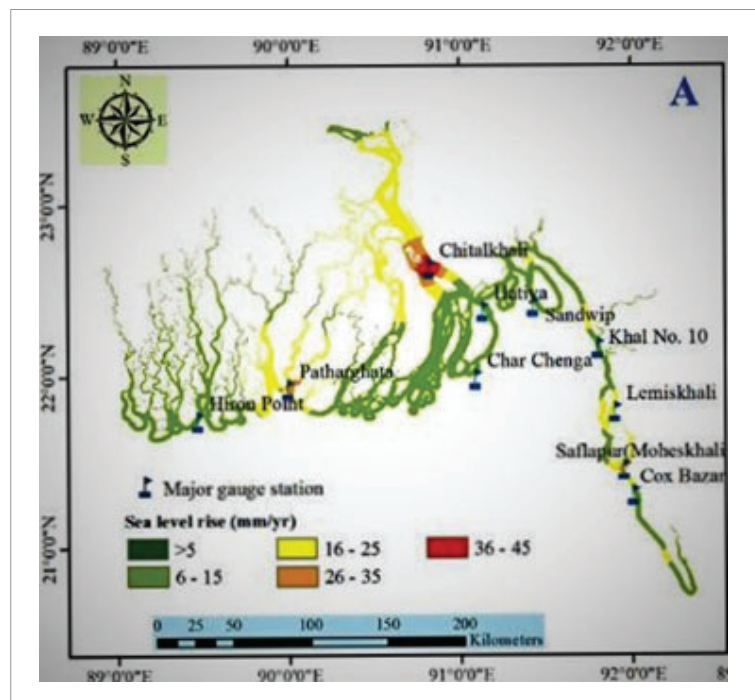 89°0'0"E 90°0'0"E 91°0'0"E 92°0'0"E
A
N
W E
S
23°0'0"N
22°0'0"N
21°0'0"N
Chitalkhali
Hatiya
Sandwip
Khal No. 10
Char Chenga
Patharghata
Hiron Point
Lemiskhali
Saflapur(Moheskhali
Cox Bazar
Major gauge station
Sea level rise (mm/yr)
>5 16 - 25 36 - 45
6 - 15 26 - 35
0 25 50 100 150 200
Kilometers
89°0'0"E 90°0'0"E 91°0'0"E 92°0'0"E